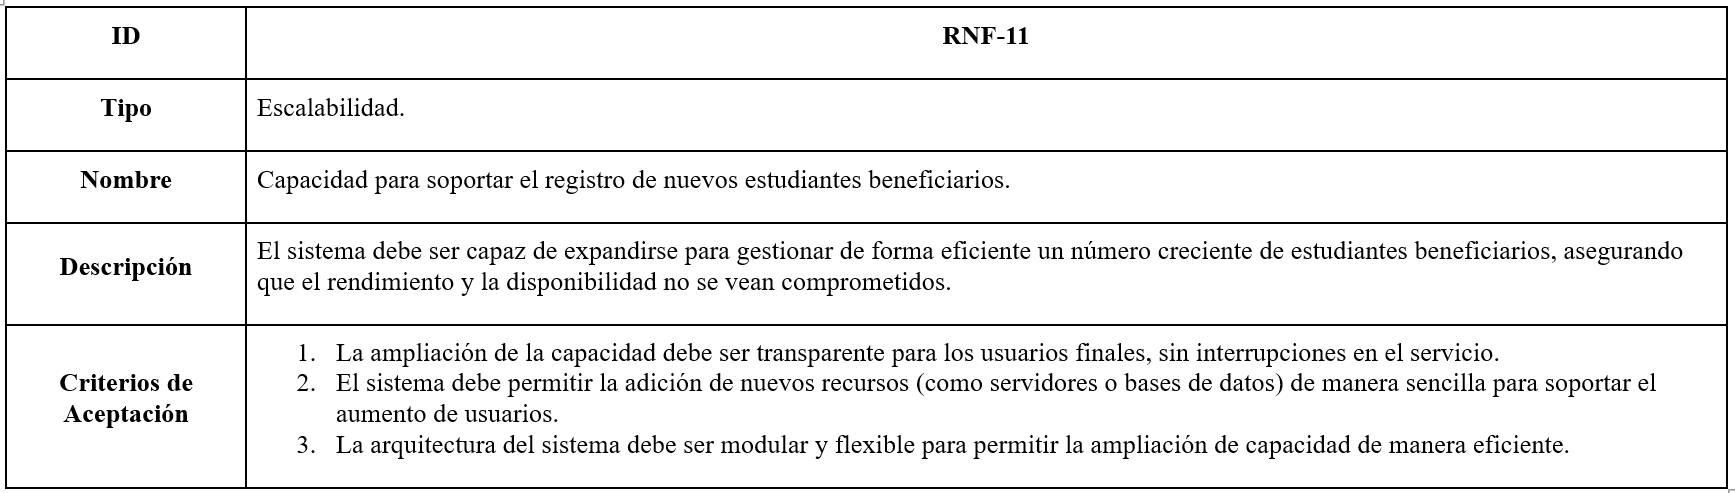 ID
RNF-11
Tipo
Escalabilidad.
Nombre
Capacidad para soportar el registro de nuevos estudiantes beneficiarios.
Descripción
El sistema debe ser capaz de expandirse para gestionar de forma eficiente un número creciente de estudiantes beneficiarios, asegurando
que el rendimiento y la disponibilidad no se vean comprometidos.
Criterios de
Aceptación
1. La ampliación de la capacidad debe ser transparente para los usuarios finales, sin interrupciones en el servicio.
2. El sistema debe permitir la adición de nuevos recursos (como servidores o bases de datos) de manera sencilla para soportar el
aumento de usuarios.
3. La arquitectura del sistema debe ser modular y flexible para permitir la ampliación de capacidad de manera eficiente.